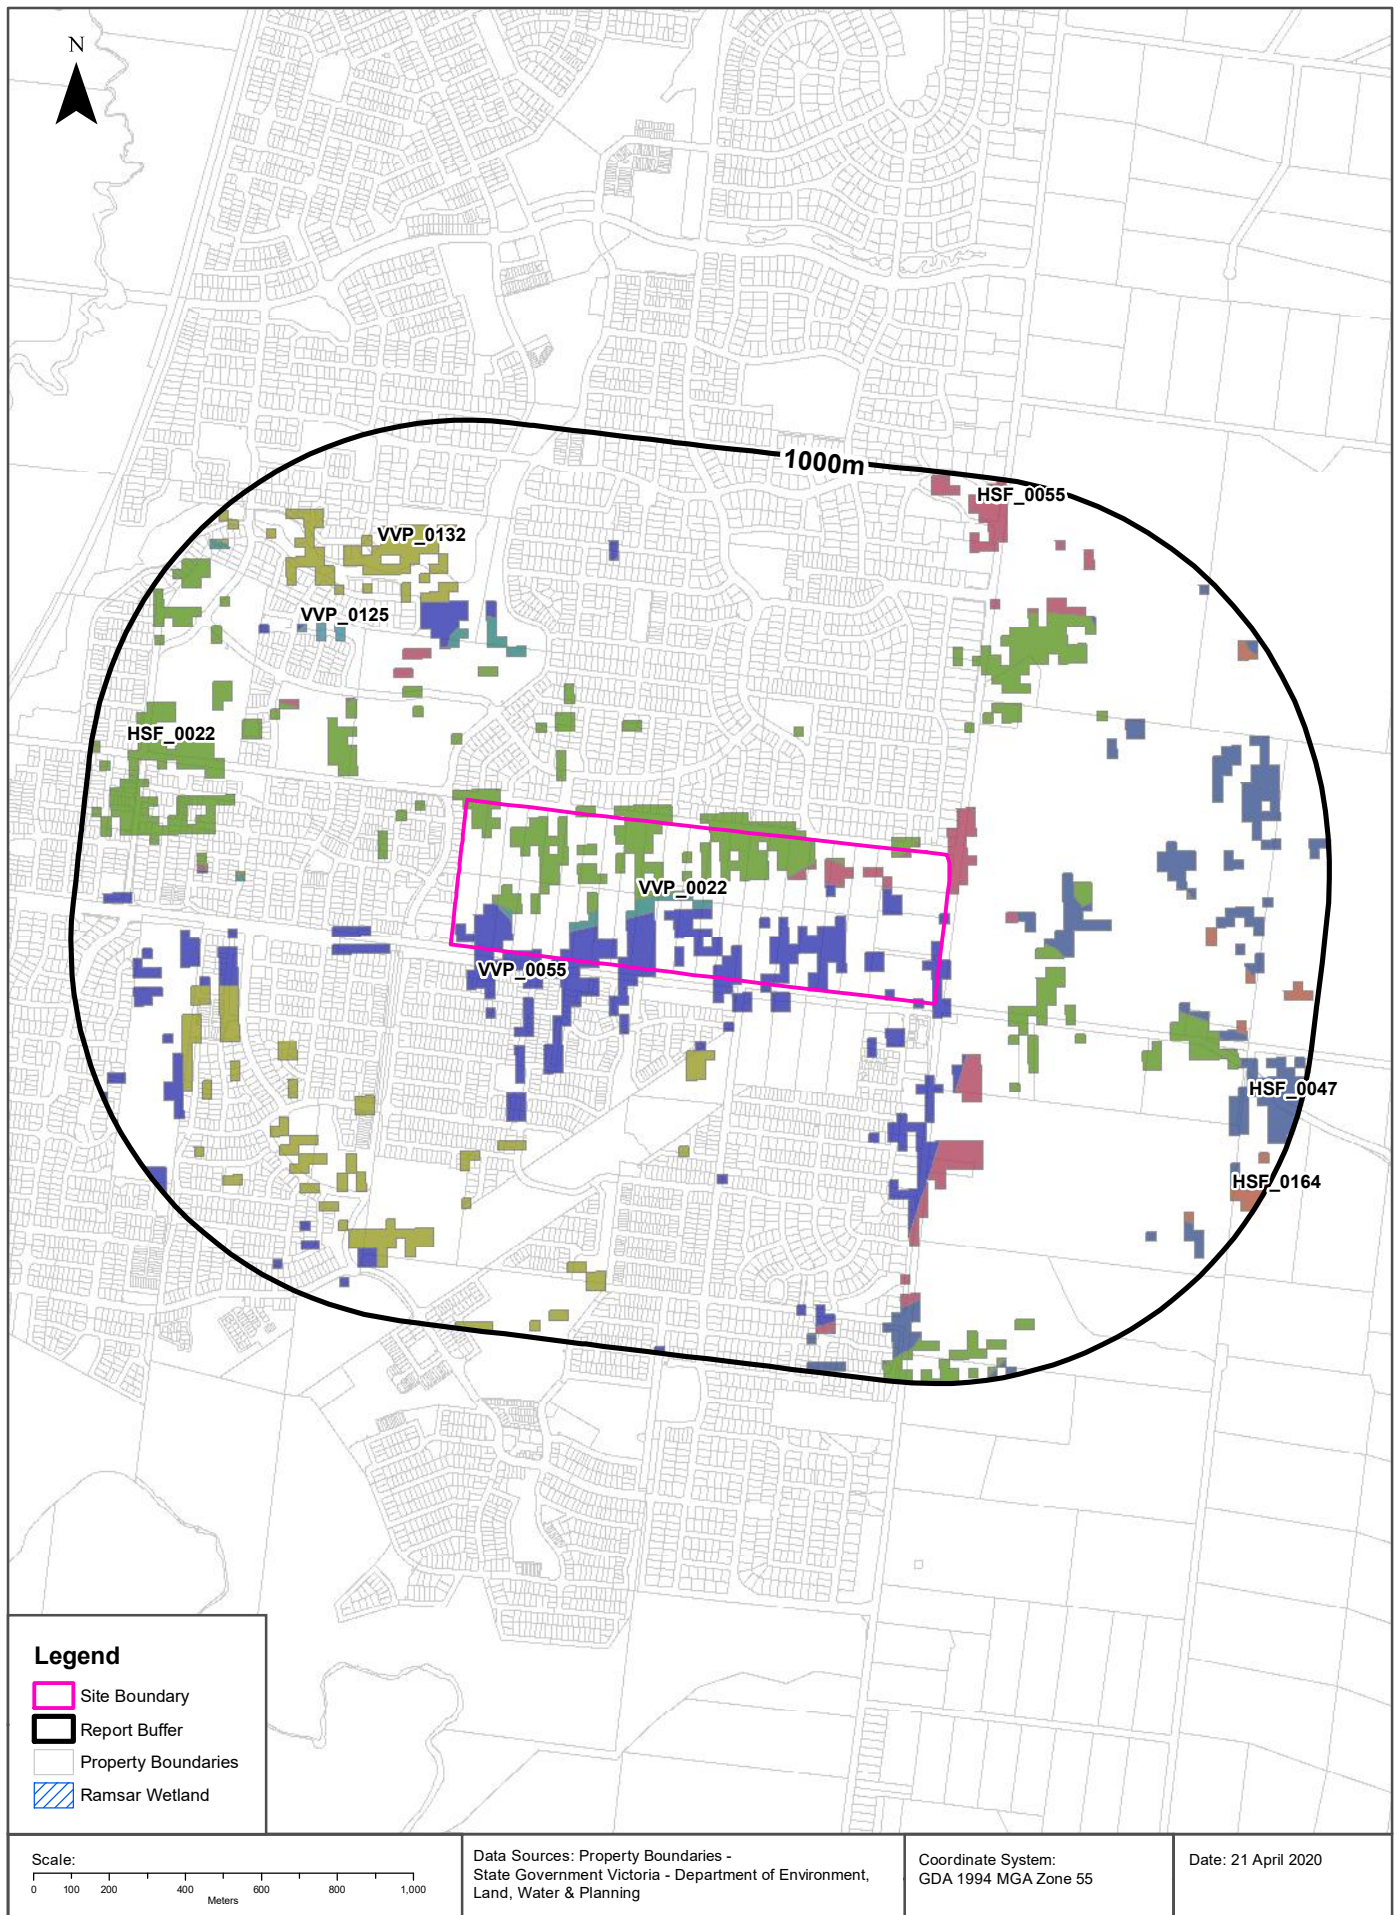 N
1000m
HSF_0055
VVP_0132
VVP_0125
HSF_0022
VVP_0022
VVP_0055
HSF_0047
HSF_0164
Legend
Site Boundary
Report Buffer
Property Boundaries
Ramsar Wetland
Scale:
0 100 200 400 600 800 1,000
Meters
Data Sources: Property Boundaries -
State Government Victoria - Department of Environment,
Land, Water & Planning
Coordinate System:
GDA 1994 MGA Zone 55
Date: 21 April 2020